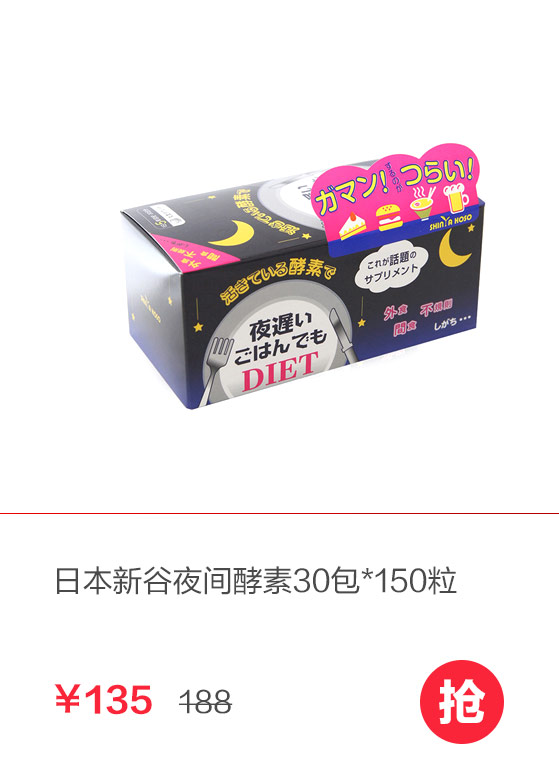 ガマン!
つらい!
SHINYA KOSO
これが話題の
サプリメント
活きている酵素で
夜遅い
ごはんでも
DIET
外食 不規則
間食 しがち•••
日本新谷夜间酵素30包*150粒
¥135 188
抢